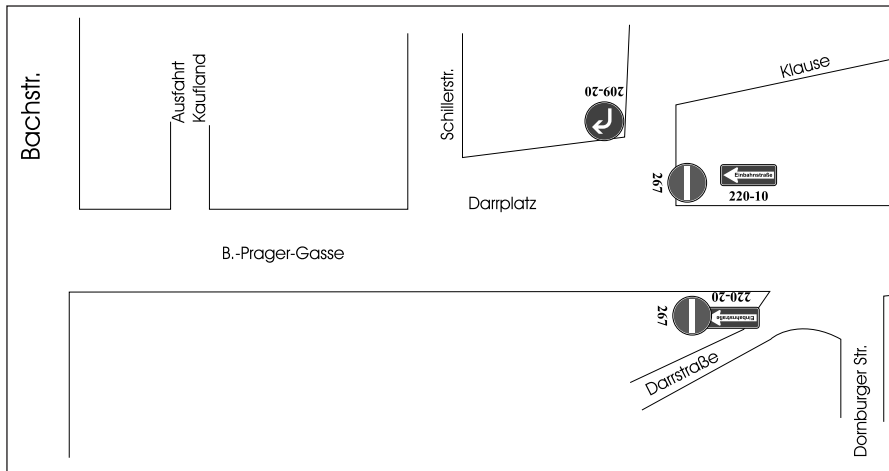 Bachstr.
Ausfahrt
Kaufland
Schillerstr.
209-20
Klause
267
Einbahnstraße
220-10
Darrplatz
B.-Prager-Gasse
220-20
267
Einbahnstraße
Darrstraße
Dornburger Str.